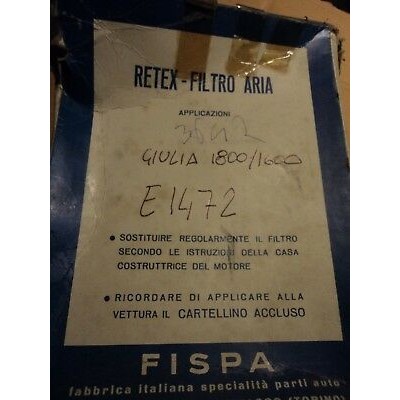 RETEX - FILTRO ARIA
APPLICAZIONI
GIULIA 1800/1600
E1472
• SOSTITUIRE REGOLARMENTE IL FILTRO
SECONDO LE ISTRUZIONI DELLA CASA
COSTRUTTRICE DEL MOTORE
• RICORDARE DI APPLICARE ALLA
VETTURA IL CARTELLINO ACCLUSO
FISPA
fabbrica italiana specialità parti auto
(TORINO)